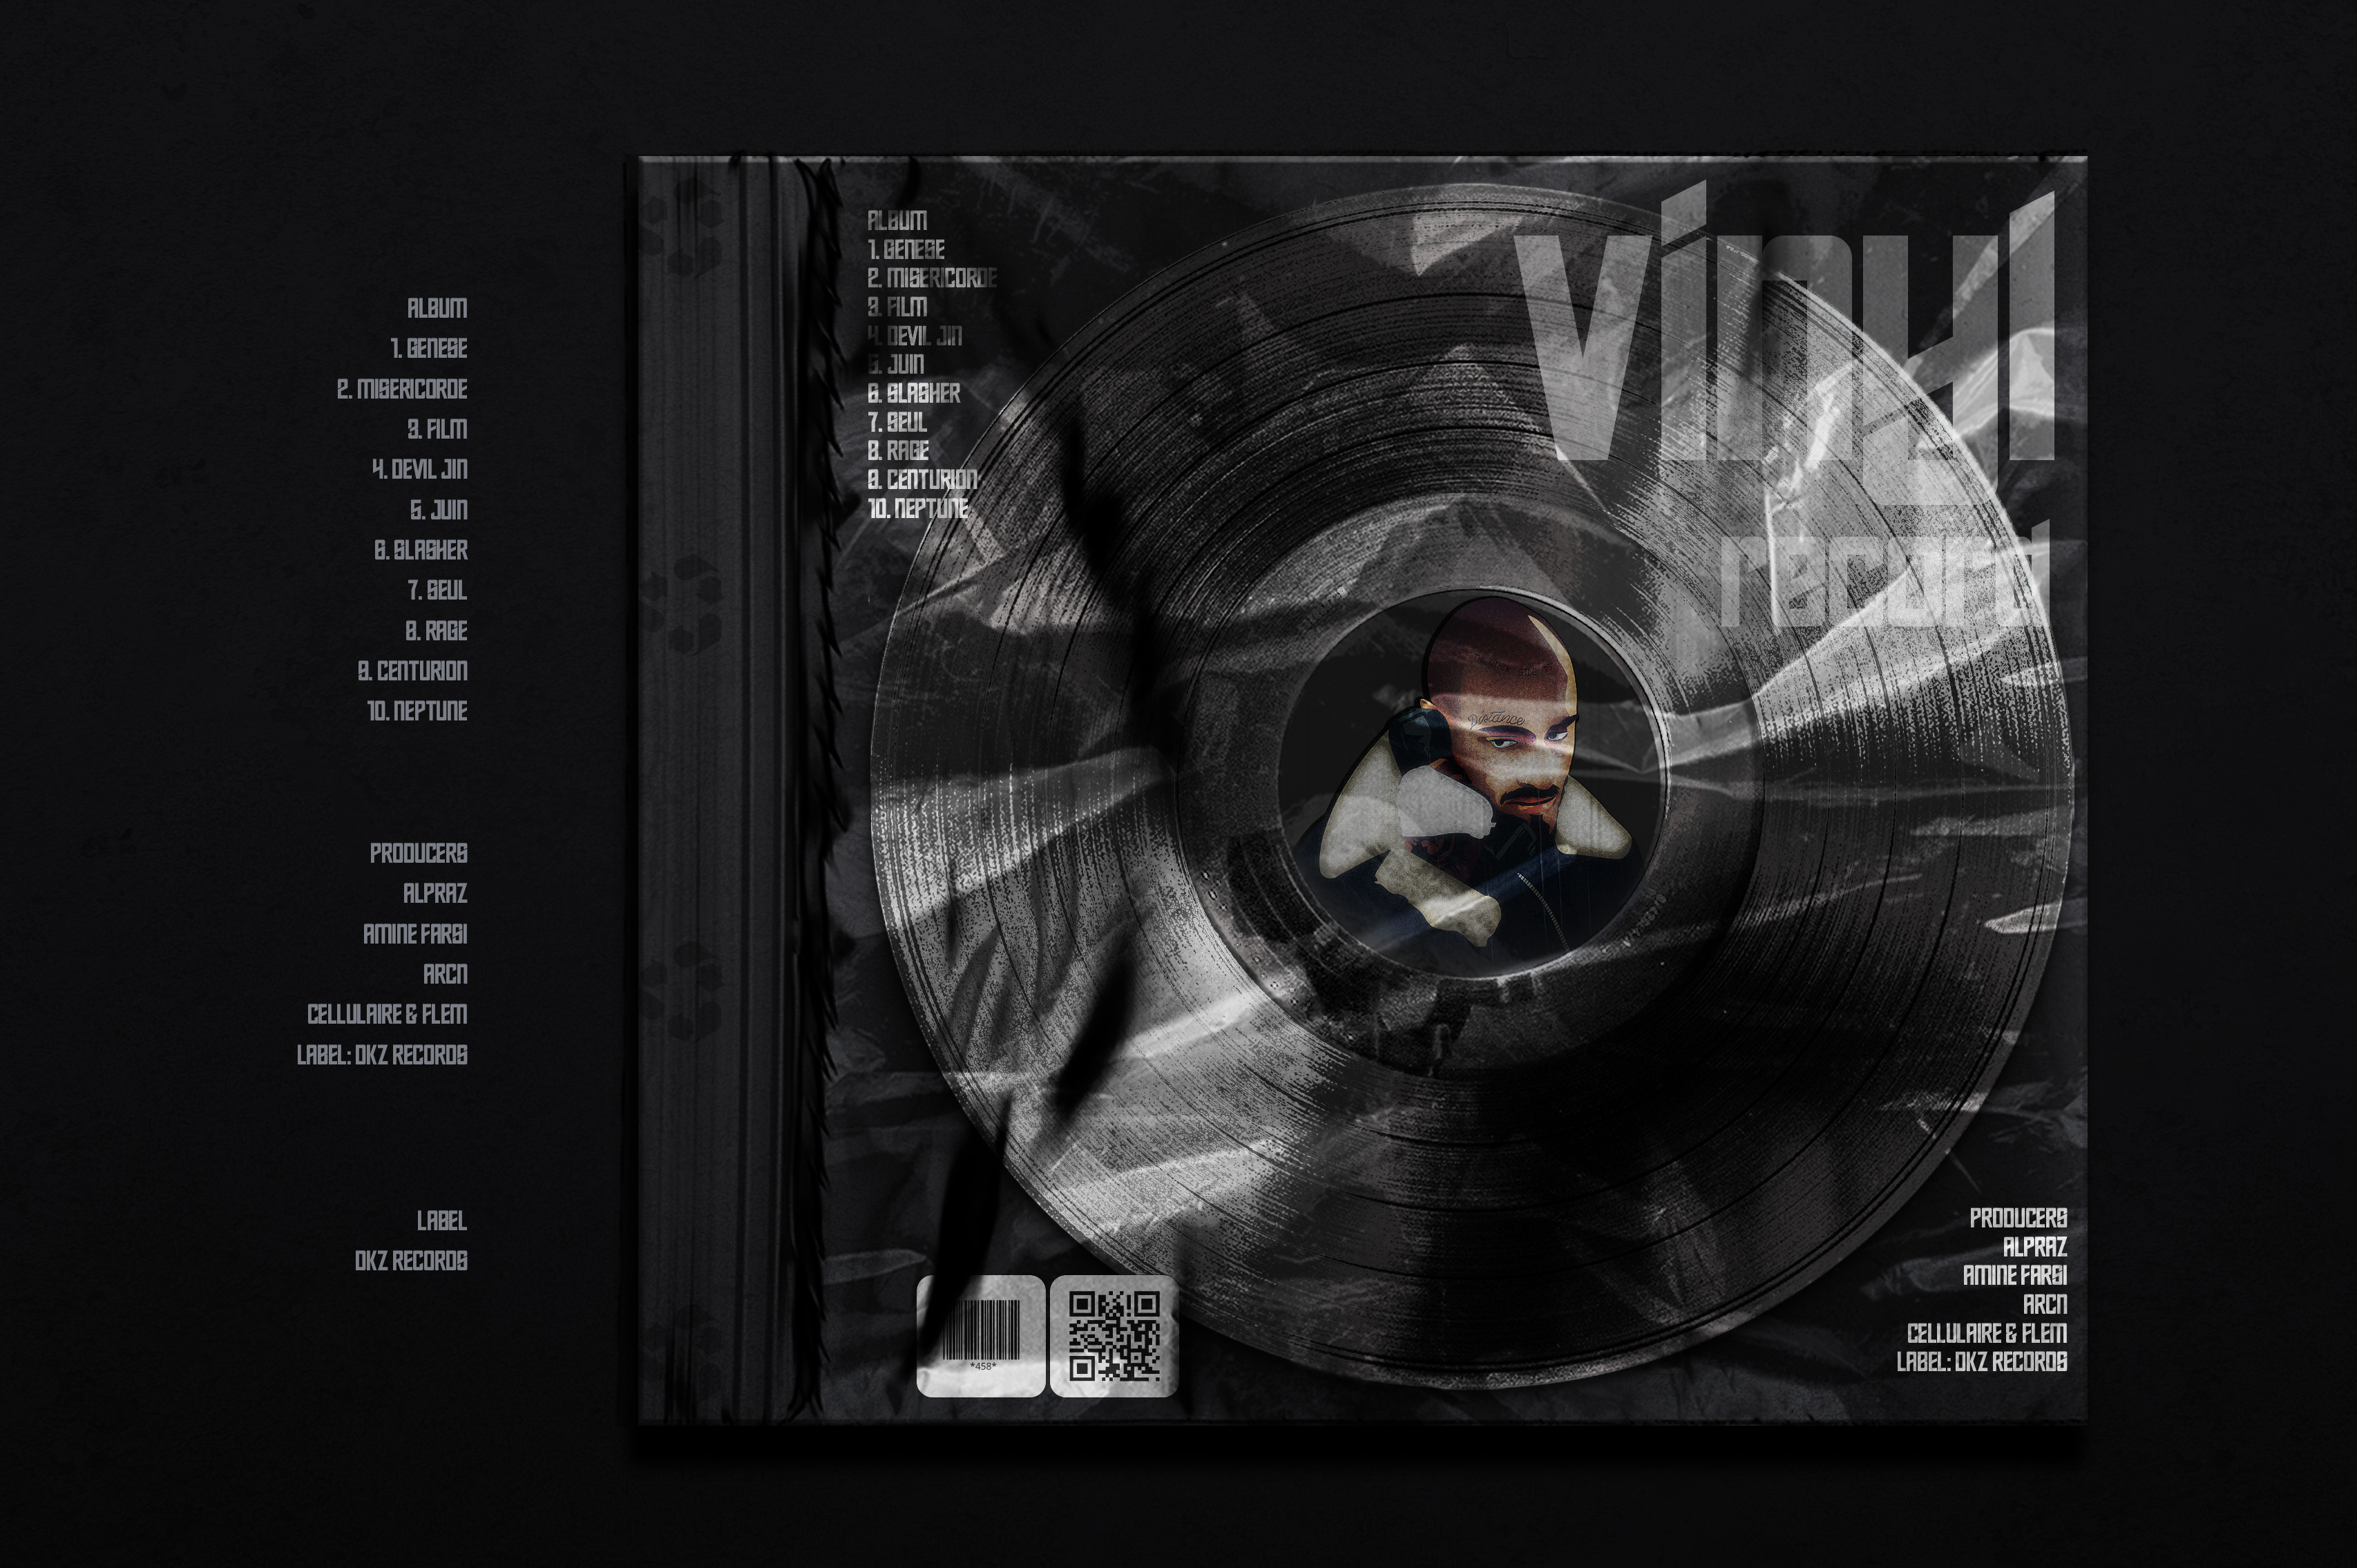 ALBUM
1. GENESE
2. MISERICORDE
3. FILM
4. DEVIL JIN
5. JUIN
6. SLASHER
7. SEUL
8. RAGE
9. CENTURION
10. NEPTUNE
PRODUCERS
ALPRAZ
AMINE FARSI
ARCN
CELLULAIRE & FLEM
LABEL: DKZ RECORDS
LABEL
DKZ RECORDS
ALBUM
1. GENESE
2. MISERICORDE
3. FILM
4. DEVIL JIN
5. JUIN
6. SLASHER
7. SEUL
8. RAGE
9. CENTURION
10. NEPTUNE
vinyl
record
Distance
*458*
PRODUCERS
ALPRAZ
AMINE FARSI
ARCN
CELLULAIRE & FLEM
LABEL: DKZ RECORDS